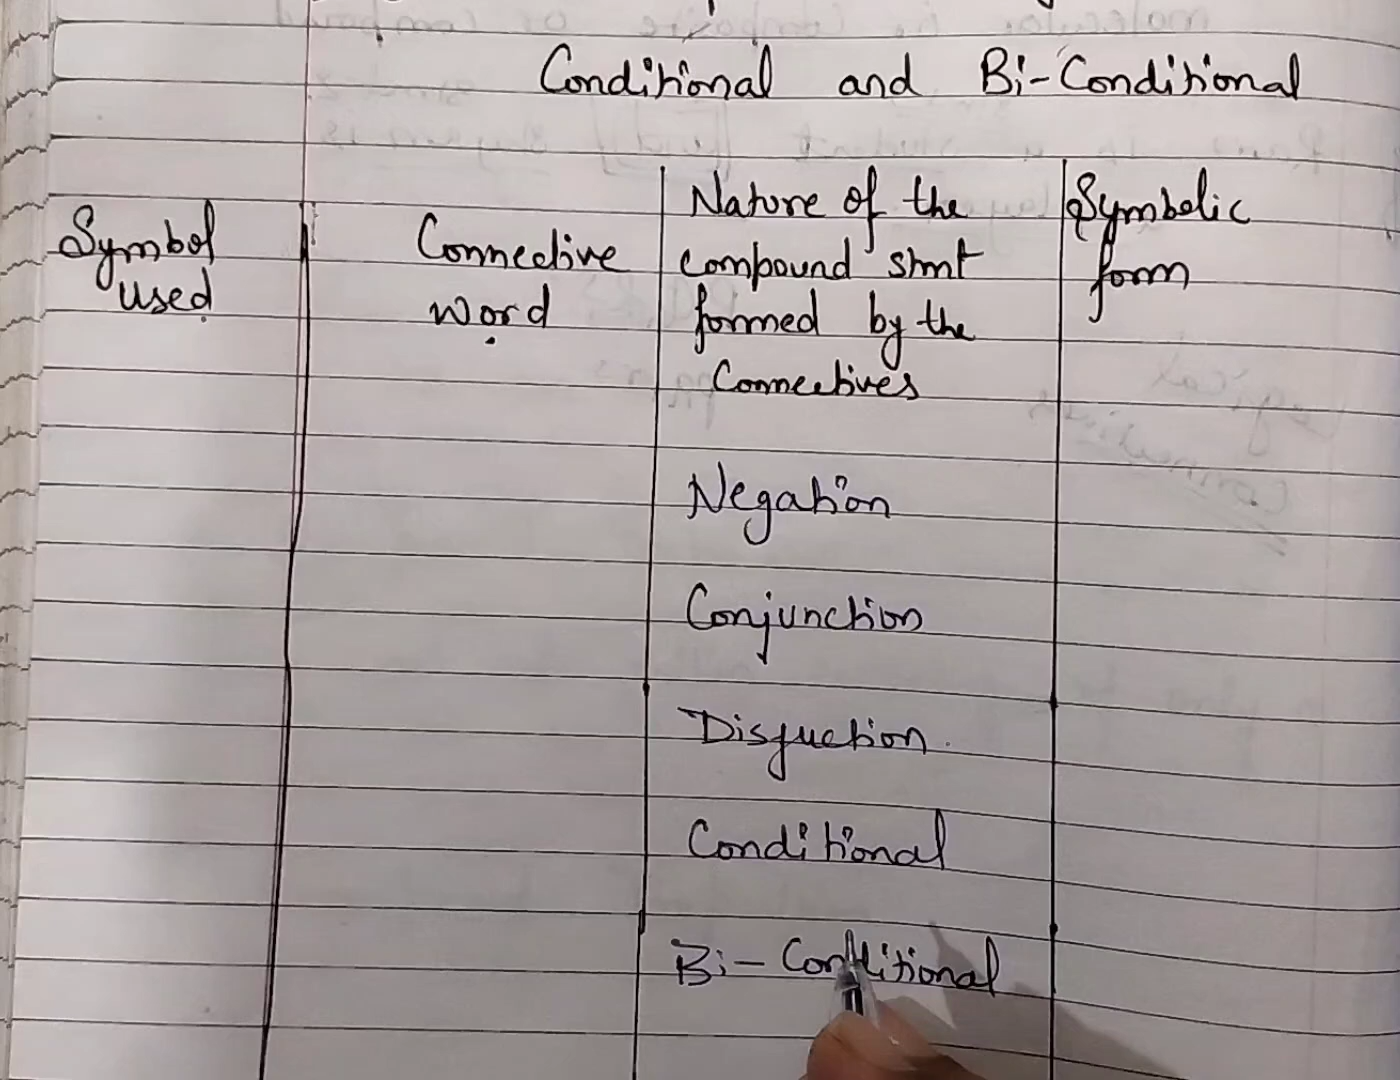 Conditional and Bi-Conditional
Symbol used
Connective word
Nature of the compound stmt formed by the Connectives
Symbolic form
Negation
Conjunction
Disjuction
Conditional
Bi-Conditional